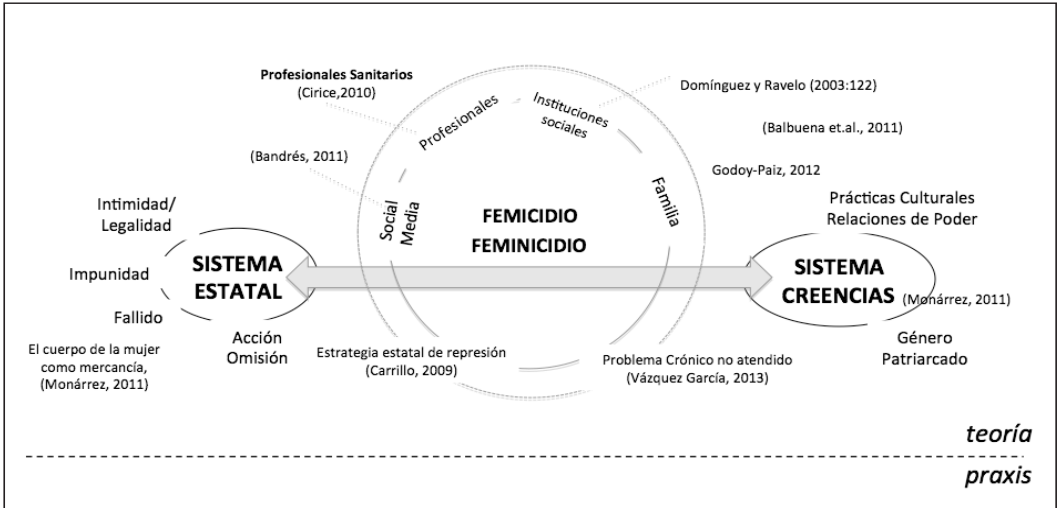 Profesionales Sanitarios
(Cirice,2010)
Profesionales
Instituciones
sociales
Domínguez y Ravelo (2003:122)
(Balbuena et.al., 2011)
(Bandrés, 2011)
Godoy-Paiz, 2012
Social
Media
Familia
FEMICIDIO
FEMINICIDIO
Intimidad/
Legalidad
Prácticas Culturales
Relaciones de Poder
Impunidad
SISTEMA
ESTATAL
SISTEMA
CREENCIAS
(Monárrez, 2011)
Fallido
El cuerpo de la mujer
como mercancía,
(Monárrez, 2011)
Acción
Omisión
Estrategia estatal de represión
(Carrillo, 2009)
Problema Crónico no atendido
(Vázquez García, 2013)
Género
Patriarcado
teoría
praxis